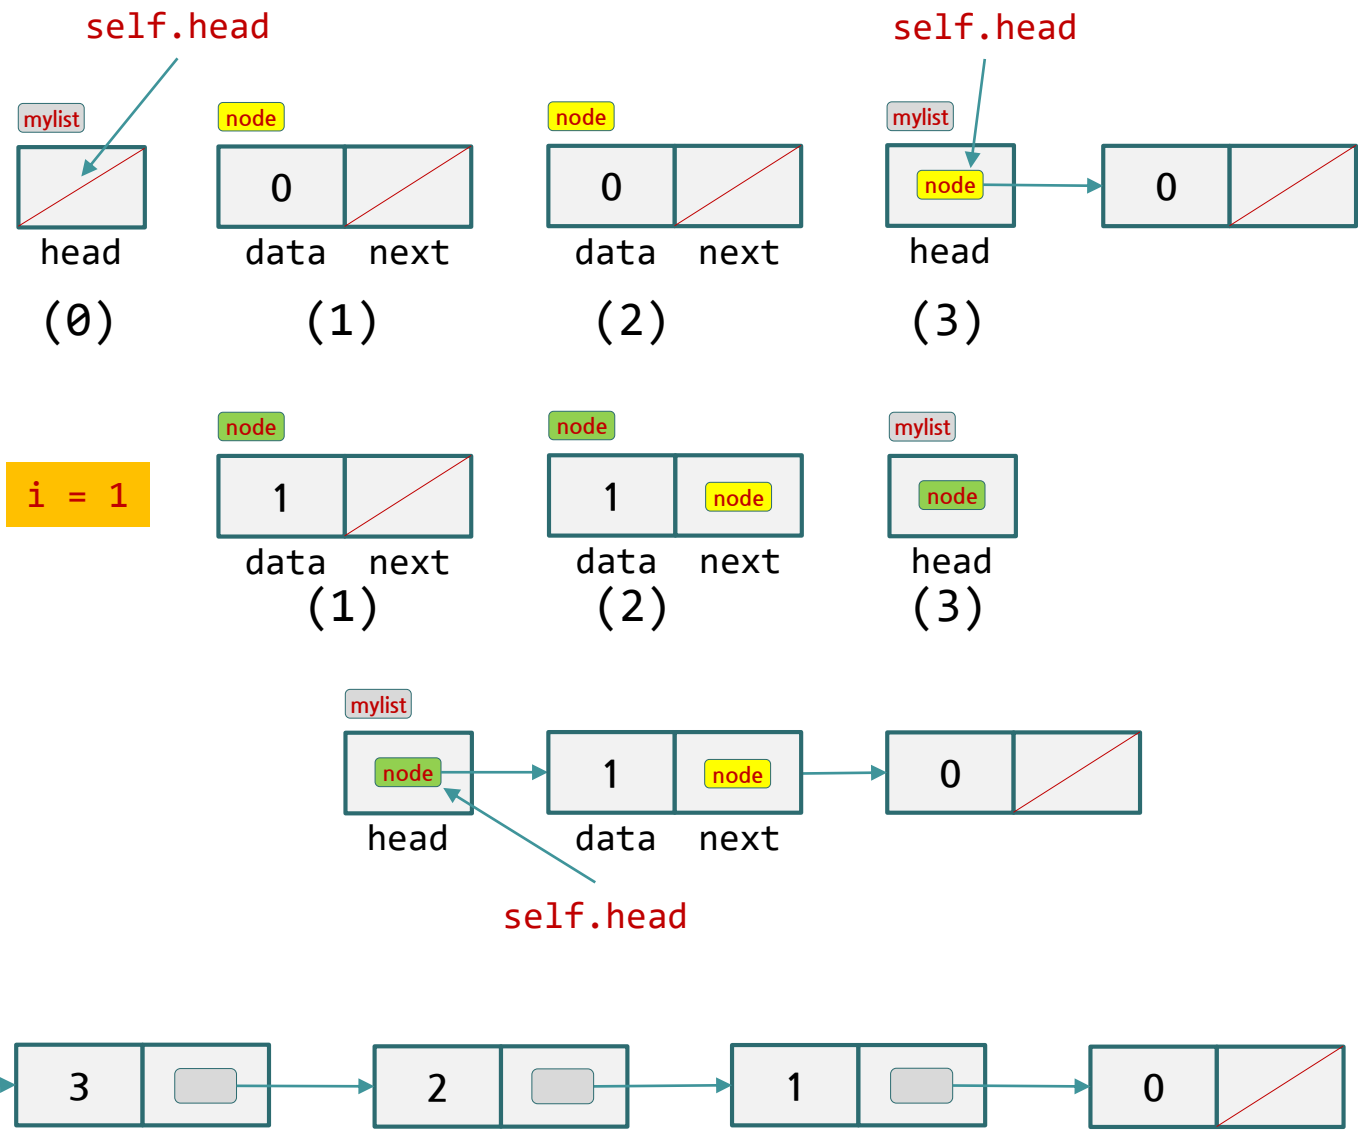 self.head self.head
mylist node node mylist
0 0 node 0
head data next data next head
(0) (1) (2) (3)
node node mylist
i = 1 1 1 node node
data next data next head
(1) (2) (3)
mylist
node 1 node 0
head data next
self.head
3 2 1 0